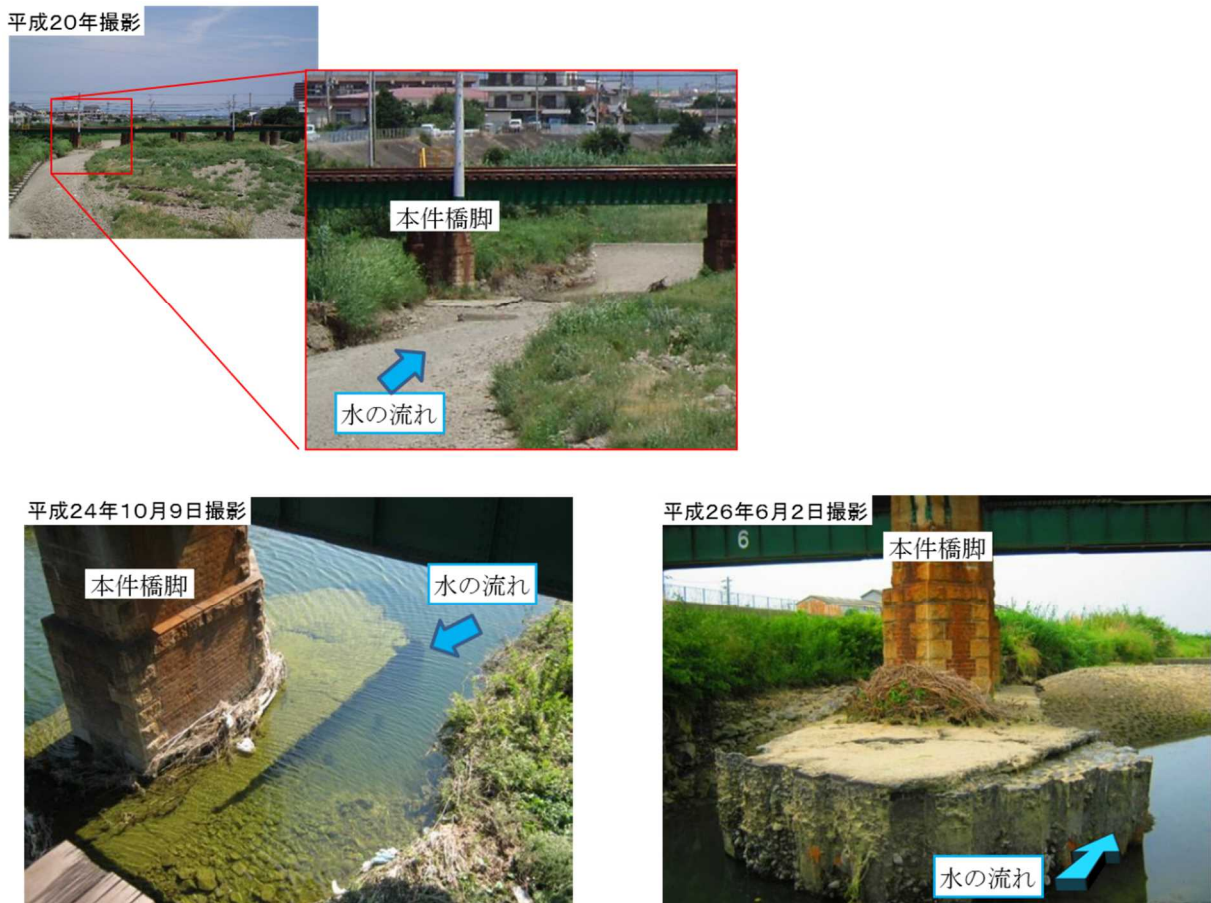 平成20年撮影
本件橋脚
水の流れ
平成24年10月9日撮影
本件橋脚
水の流れ
平成26年6月2日撮影
6
本件橋脚
水の流れ